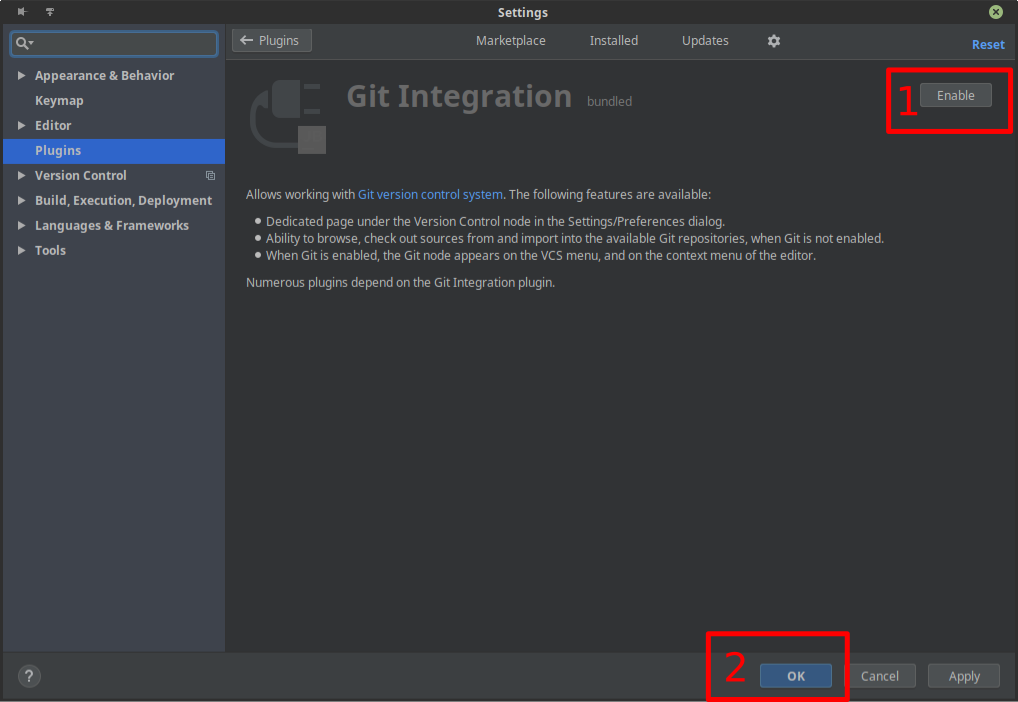 Settings
Plugins
Marketplace
Installed
Updates
Reset
Appearance & Behavior
Keymap
Editor
Plugins
Version Control
Build, Execution, Deployment
Languages & Frameworks
Tools
Git Integration bundled
1 Enable
Allows working with Git version control system. The following features are available:
Dedicated page under the Version Control node in the Settings/Preferences dialog.
Ability to browse, check out sources from and import into the available Git repositories, when Git is not enabled.
When Git is enabled, the Git node appears on the VCS menu, and on the context menu of the editor.
Numerous plugins depend on the Git Integration plugin.
?
2 OK
Cancel
Apply